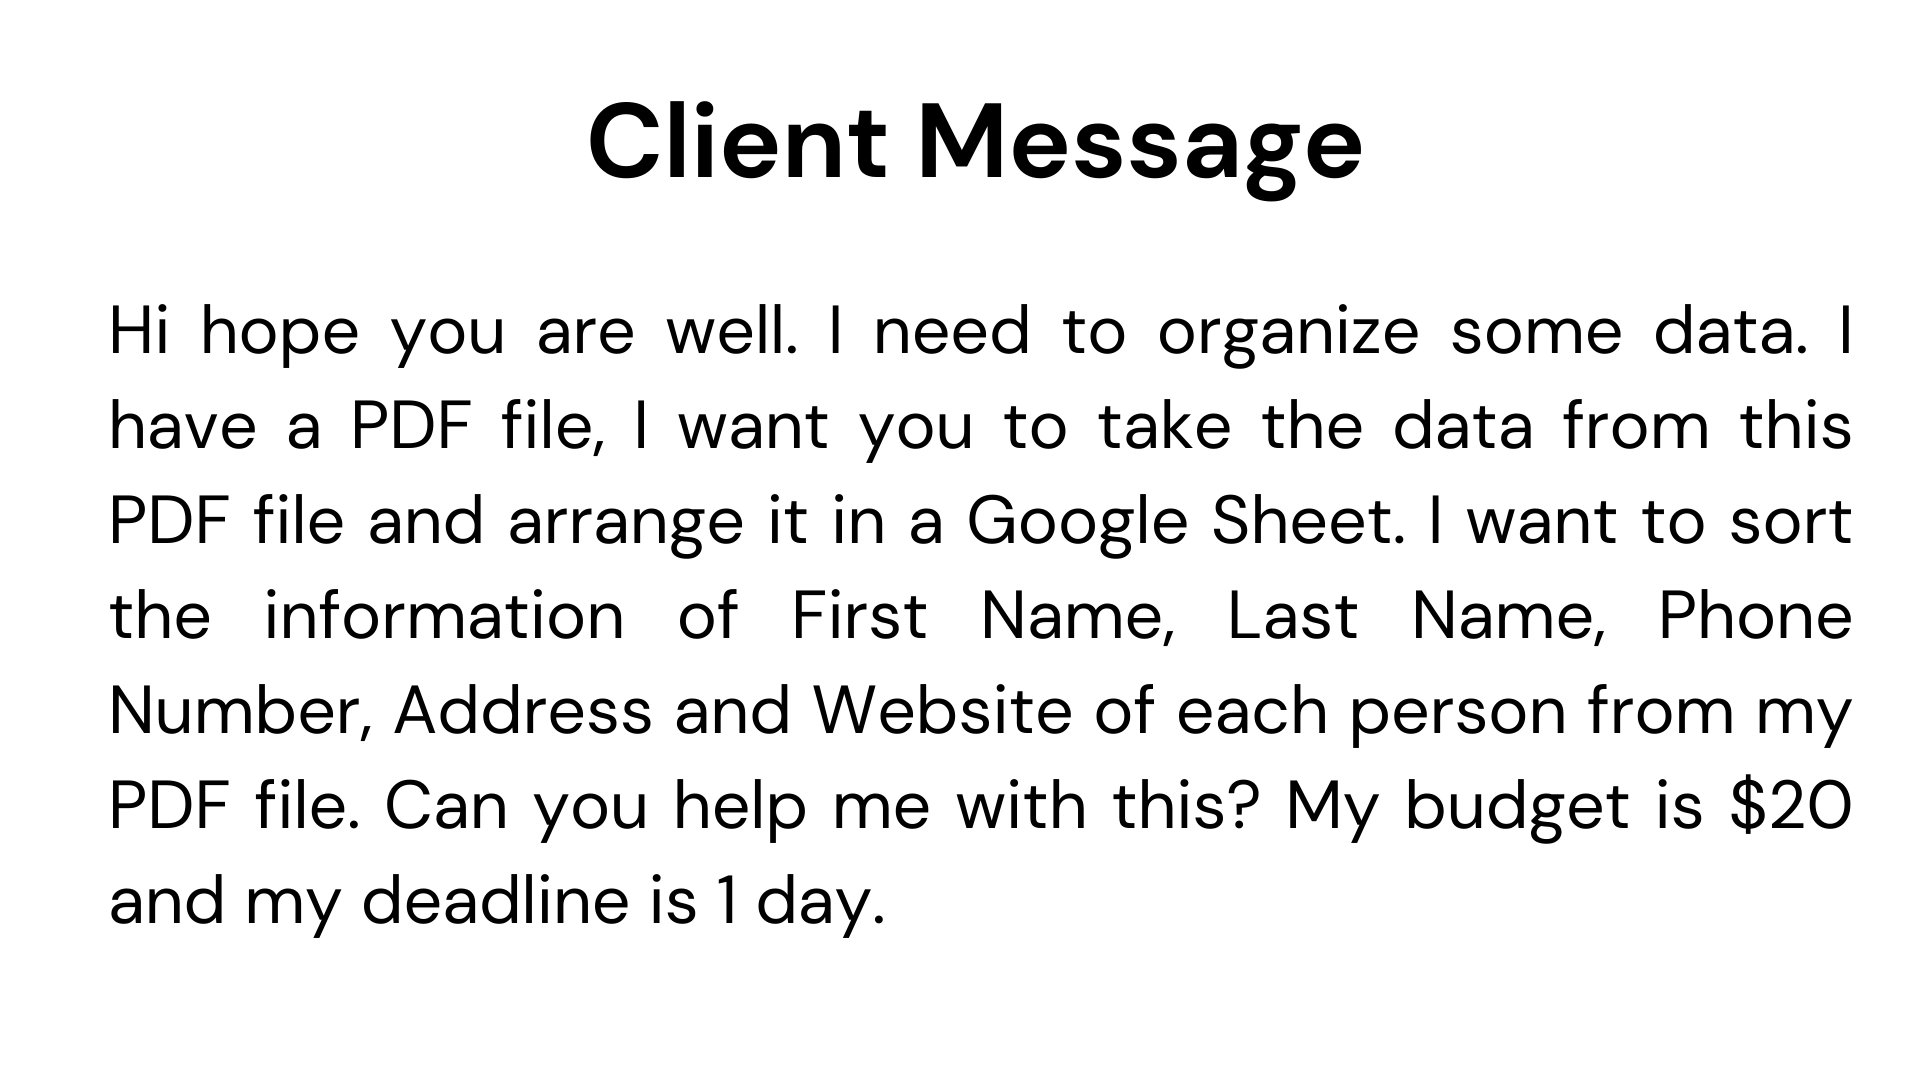 Client Message
Hi hope you are well. I need to organize some data. I
have a PDF file, I want you to take the data from this
PDF file and arrange it in a Google Sheet. I want to sort
the information of First Name, Last Name, Phone
Number, Address and Website of each person from my
PDF file. Can you help me with this? My budget is $20
and my deadline is 1 day.